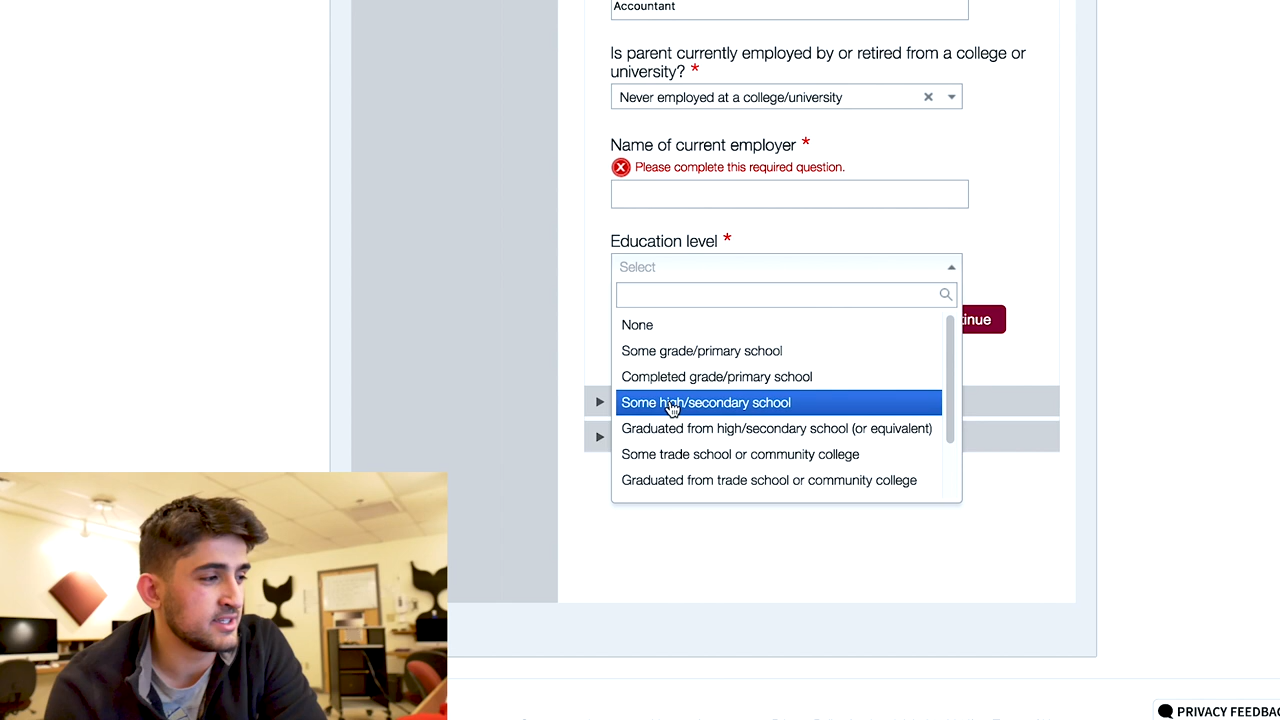 Accountant
Is parent currently employed by or retired from a college or
university? *
Never employed at a college/university
Name of current employer *
Please complete this required question.
Education level *
Select
None
Some grade/primary school
Completed grade/primary school
Some high/secondary school
Graduated from high/secondary school (or equivalent)
Some trade school or community college
Graduated from trade school or community college
PRIVACY